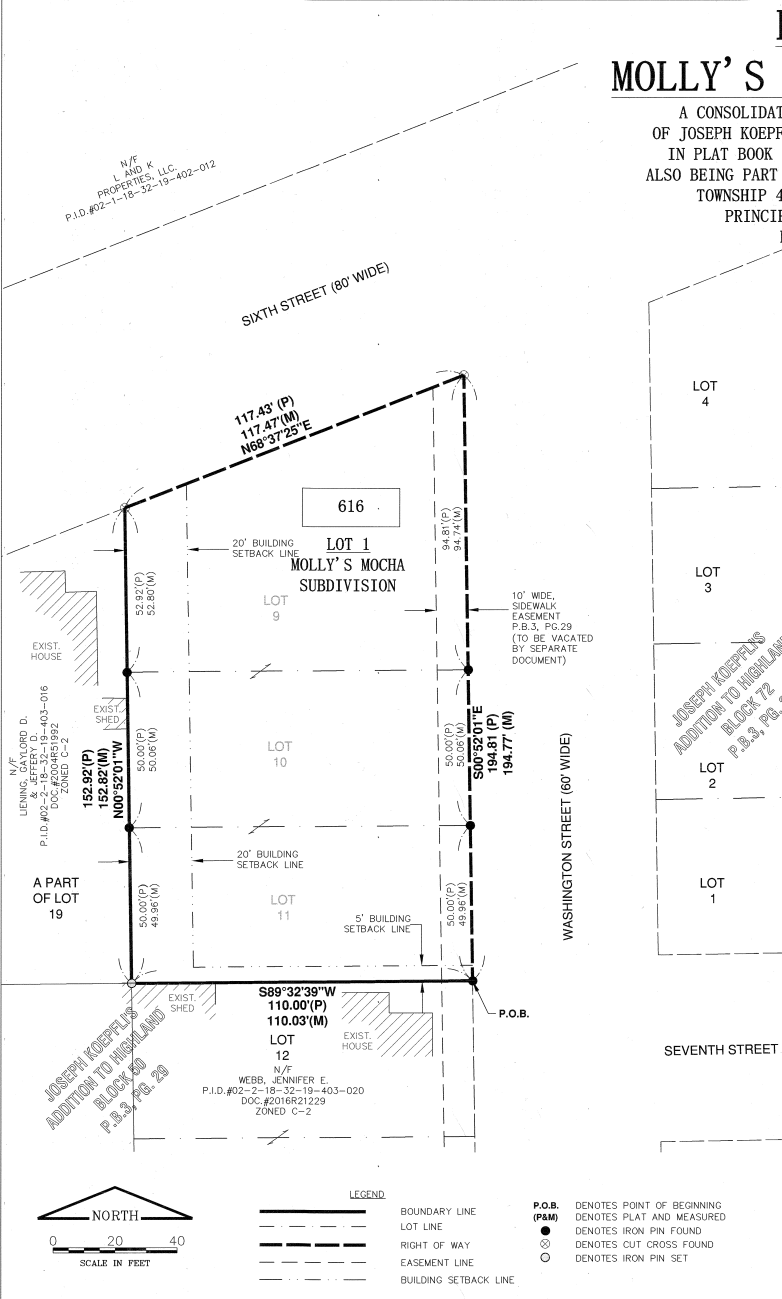 MOLLY'S
A CONSOLIDAT
OF JOSEPH KOEPF
IN PLAT BOOK
ALSO BEING PART
TOWNSHIP 4
PRINCI
N/F
L AND K
PROPERTIES, LLC.
P.I.D.#02-1-18-32-19-402-012
SIXTH STREET (80' WIDE)
117.43' (P)
117.47'(M)
N68°37'25"E
616
LOT 1
MOLLY'S MOCHA
SUBDIVISION
20' BUILDING
SETBACK LINE
LOT
9
52.92'(P)
52.80'(M)
94.81'(P)
94.74'(M)
10' WIDE,
SIDEWALK
EASEMENT
P.B.3, PG.29
(TO BE VACATED
BY SEPARATE
DOCUMENT)
EXIST.
HOUSE
EXIST.
SHED
N/F
LIENING, GAYLORD D.
& JEFFERY D.
P.I.D.#02-2-18-32-19-403-016
DOC.#2004R51992
ZONED C-2
152.92'(P)
152.82'(M)
N00°52'01"W
50.00'(P)
50.06'(M)
LOT
10
50.00'(P)
50.06'(M)
S00°52'01"E
194.81 (P)
194.77' (M)
WASHINGTON STREET (60' WIDE)
20' BUILDING
SETBACK LINE
A PART
OF LOT
19
50.00'(P)
49.96'(M)
LOT
11
50.00'(P)
49.96'(M)
5' BUILDING
SETBACK LINE
S89°32'39"W
110.00'(P)
110.03'(M)
P.O.B.
EXIST.
SHED
EXIST.
HOUSE
LOT
12
N/F
WEBB, JENNIFER E.
P.I.D.#02-2-18-32-19-403-020
DOC.#2016R21229
ZONED C-2
JOSEPH KOEPFLI'S
ADDITION TO HIGHLAND
BLOCK 50
P.B.3, PG. 29
LOT
4
LOT
3
JOSEPH KOEPFLI'S
ADDITION TO HIGHLAND
BLOCK 72
P.B.3, PG.
LOT
2
LOT
1
SEVENTH STREET
NORTH
0 20 40
SCALE IN FEET
LEGEND
BOUNDARY LINE
LOT LINE
RIGHT OF WAY
EASEMENT LINE
BUILDING SETBACK LINE
P.O.B. DENOTES POINT OF BEGINNING
(P&M) DENOTES PLAT AND MEASURED
DENOTES IRON PIN FOUND
DENOTES CUT CROSS FOUND
DENOTES IRON PIN SET